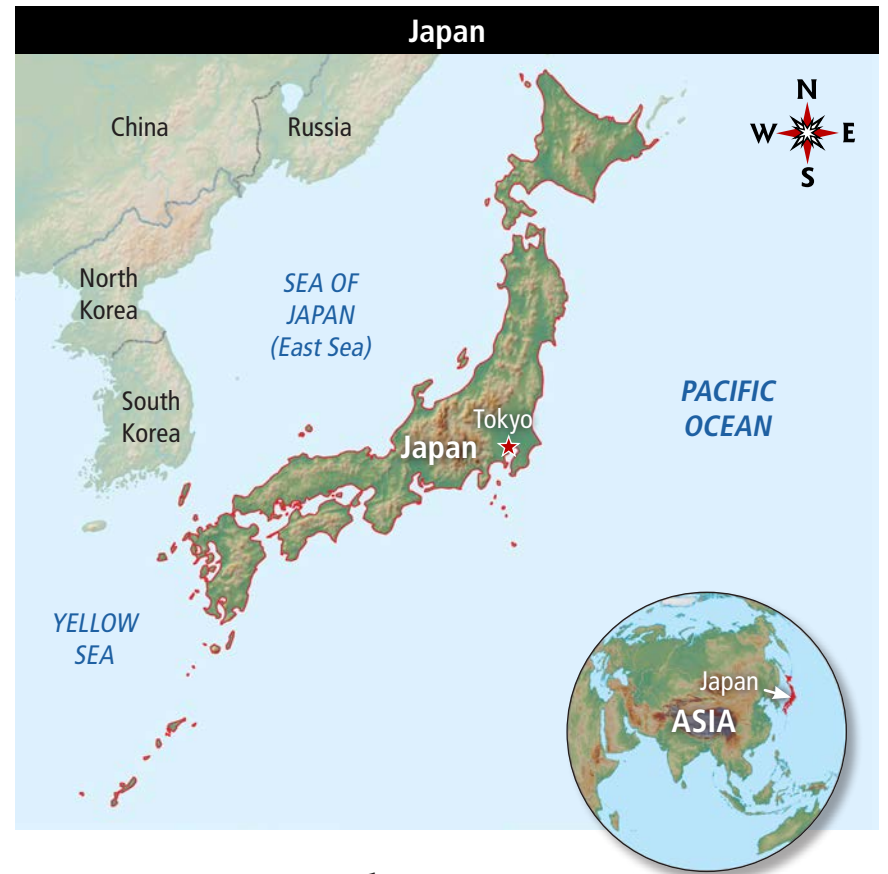 Japan
N
W E
S
China
Russia
North
Korea
SEA OF
JAPAN
(East Sea)
South
Korea
PACIFIC
OCEAN
Tokyo
Japan
YELLOW
SEA
Japan
ASIA